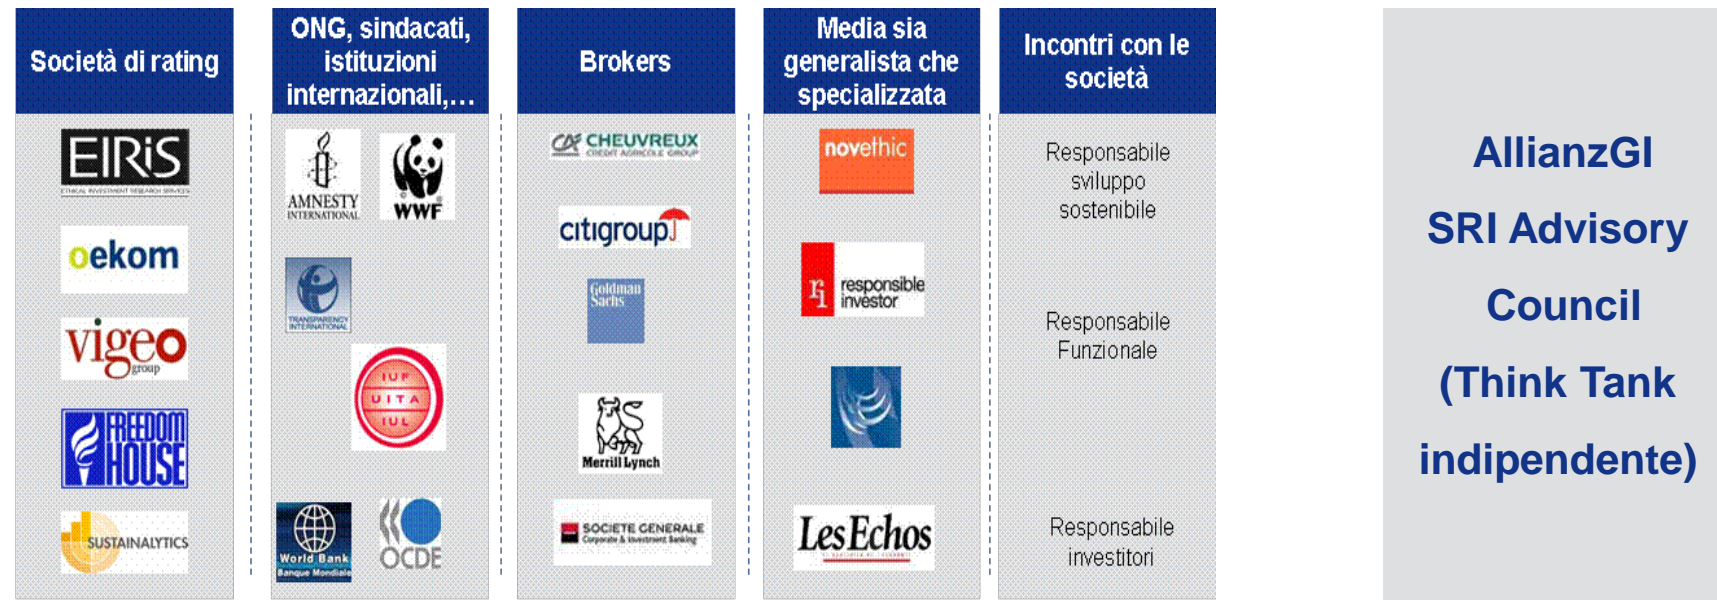 Società di rating
EIRiS
ETHICAL INVESTMENT RESEARCH SERVICES
oekom
vigeo
group
FREEDOM
HOUSE
SUSTAINALYTICS
ONG, sindacati,
istituzioni
internazionali,...
AMNESTY
INTERNATIONAL
WWF
TRANSPARENCY
INTERNATIONAL
IUF
UITA
IUL
World Bank
Banque Mondiale
OCDE
Brokers
CA CHEUVREUX
CREDIT AGRICOLE GROUP
citigroup
Goldman
Sachs
Merrill Lynch
SOCIETE GENERALE
Corporate & Investment Banking
Media sia
generalista che
specializzata
novethic
ri responsible
investor
Les Echos
Incontri con le
società
Responsabile
sviluppo
sostenibile
Responsabile
Funzionale
Responsabile
investitori
AllianzGI
SRI Advisory
Council
(Think Tank
indipendente)